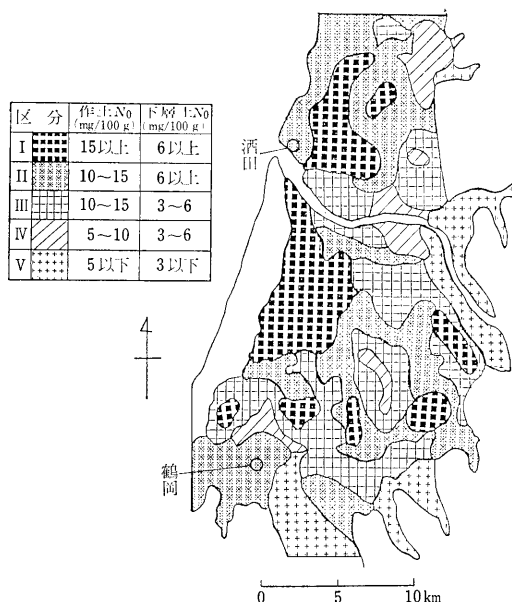 区 分 作土N₀ (mg/100 g) 下層土N₀ (mg/100 g)
I 15以上 6以上
II 10～15 6以上
III 10～15 3～6
IV 5～10 3～6
V 5以下 3以下
酒田
鶴岡
0 5 10 km